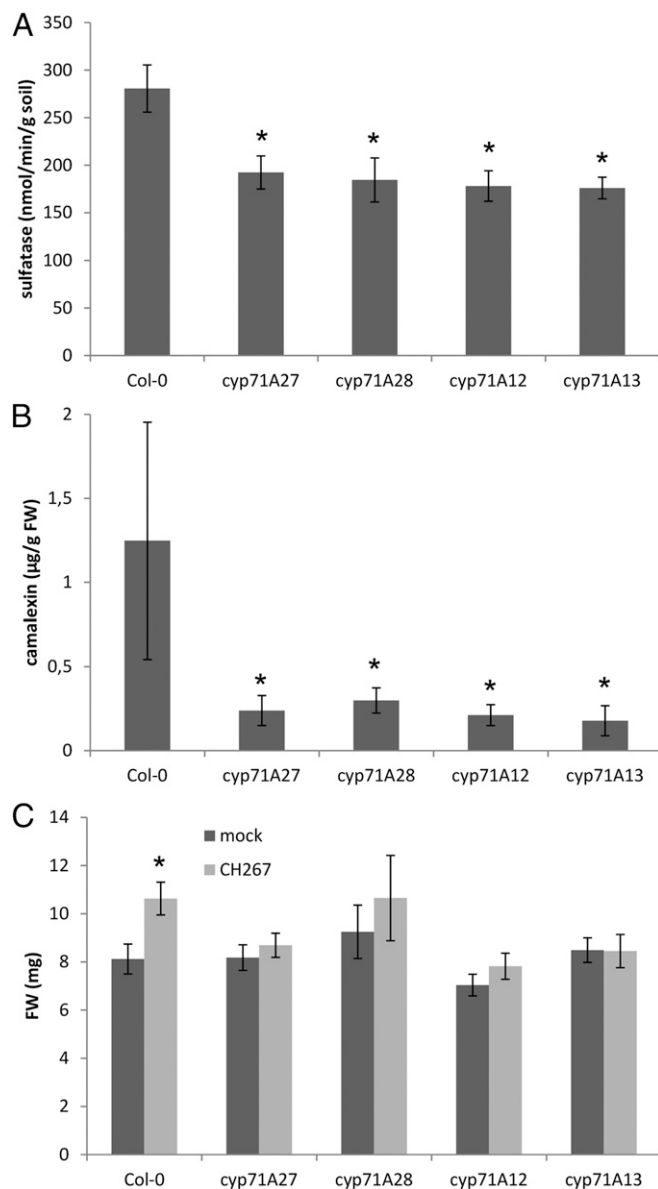 A
sulfatase (nmol/min/g soil)
350
300
250
200
150
100
50
0
*
*
*
*
Col-0 cyp71A27 cyp71A28 cyp71A12 cyp71A13
B
camalexin (µg/g FW)
2
1,5
1
0,5
0
*
*
*
*
Col-0 cyp71A27 cyp71A28 cyp71A12 cyp71A13
C
FW (mg)
14
12
10
8
6
4
2
0
mock
CH267
*
Col-0 cyp71A27 cyp71A28 cyp71A12 cyp71A13